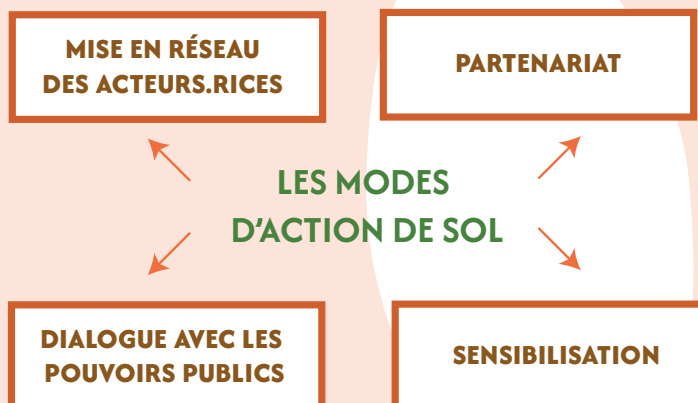 MISE EN RÉSEAU
DES ACTEURS.RICES
PARTENARIAT
LES MODES
D'ACTION DE SOL
DIALOGUE AVEC LES
POUVOIRS PUBLICS
SENSIBILISATION